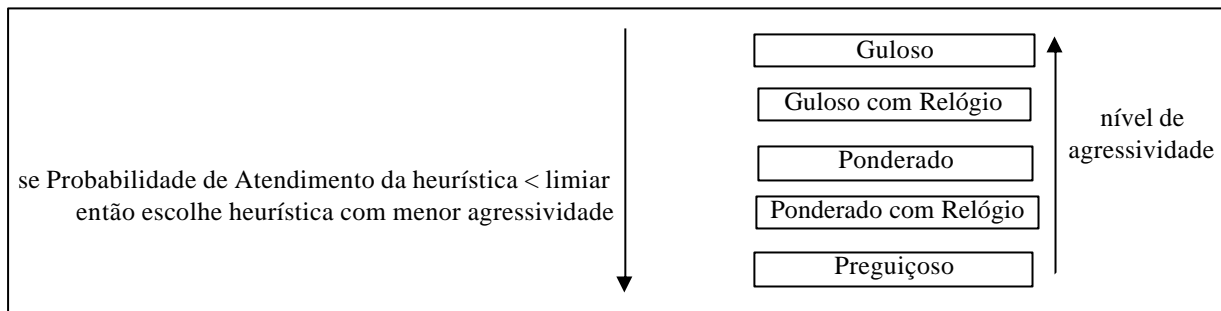 Guloso
Guloso com Relógio
nível de
agressividade
Ponderado
se Probabilidade de Atendimento da heurística < limiar
então escolhe heurística com menor agressividade
Ponderado com Relógio
Preguiçoso